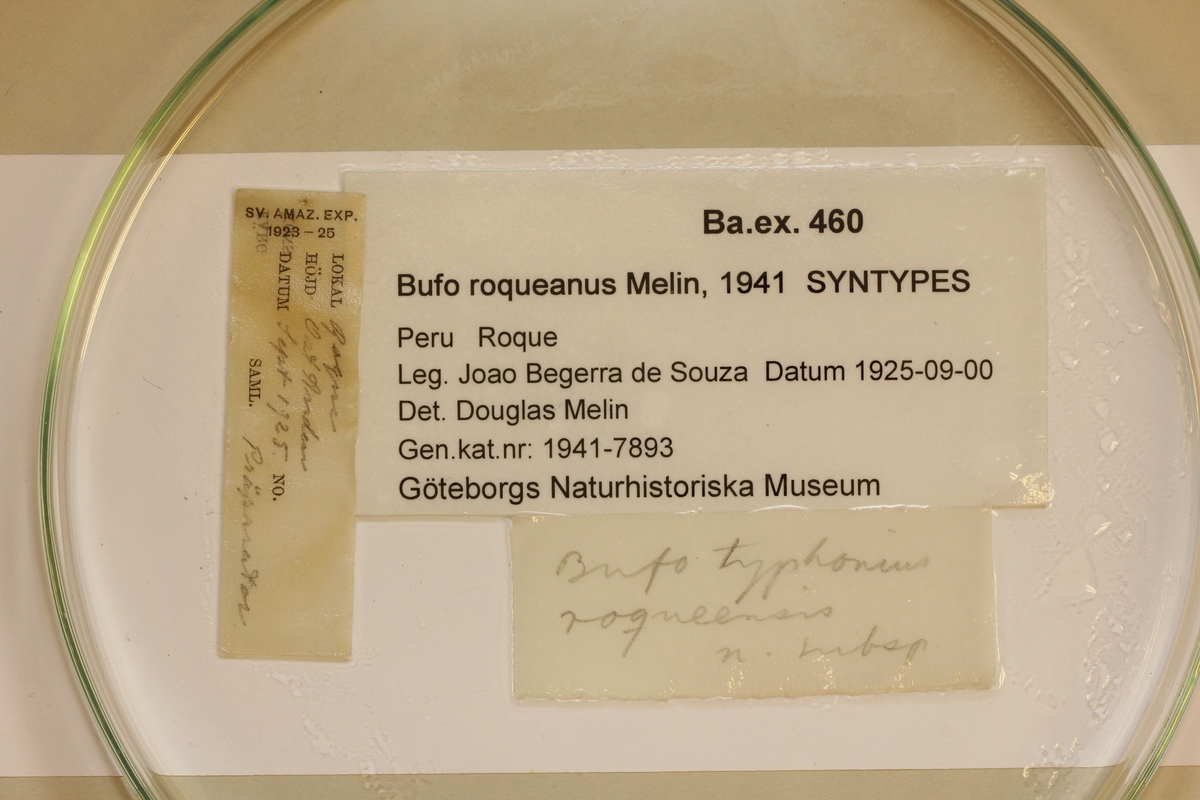 SV. AMAZ. EXP.
1923-25
LOKAL Roque
HÖJD
DATUM Sept. 1925. NO.
SAML. Präparator
Ba.ex. 460
Bufo roqueanus Melin, 1941 SYNTYPES
Peru Roque
Leg. Joao Begerra de Souza Datum 1925-09-00
Det. Douglas Melin
Gen.kat.nr: 1941-7893
Göteborgs Naturhistoriska Museum
Bufo typhonius
roqueensis
n. subsp